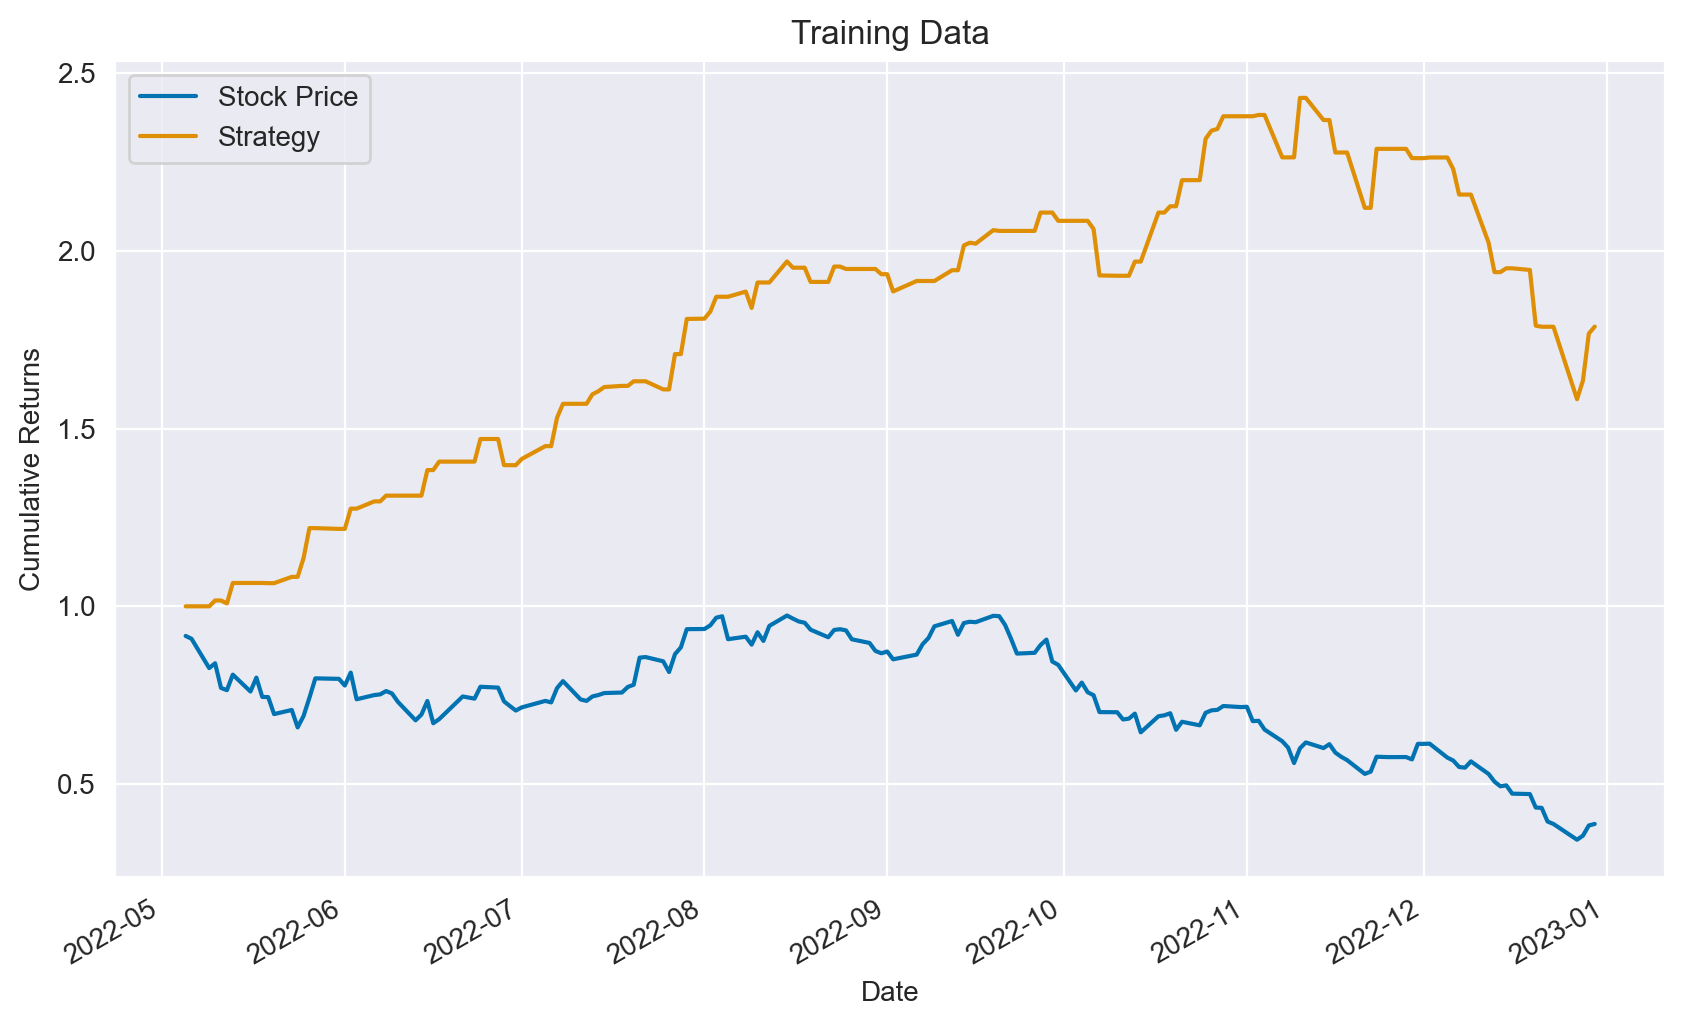 Training Data
Stock Price
Strategy
2.5
2.0
1.5
1.0
0.5
Cumulative Returns
2022-05
2022-06
2022-07
2022-08
2022-09
2022-10
2022-11
2022-12
2023-01
Date